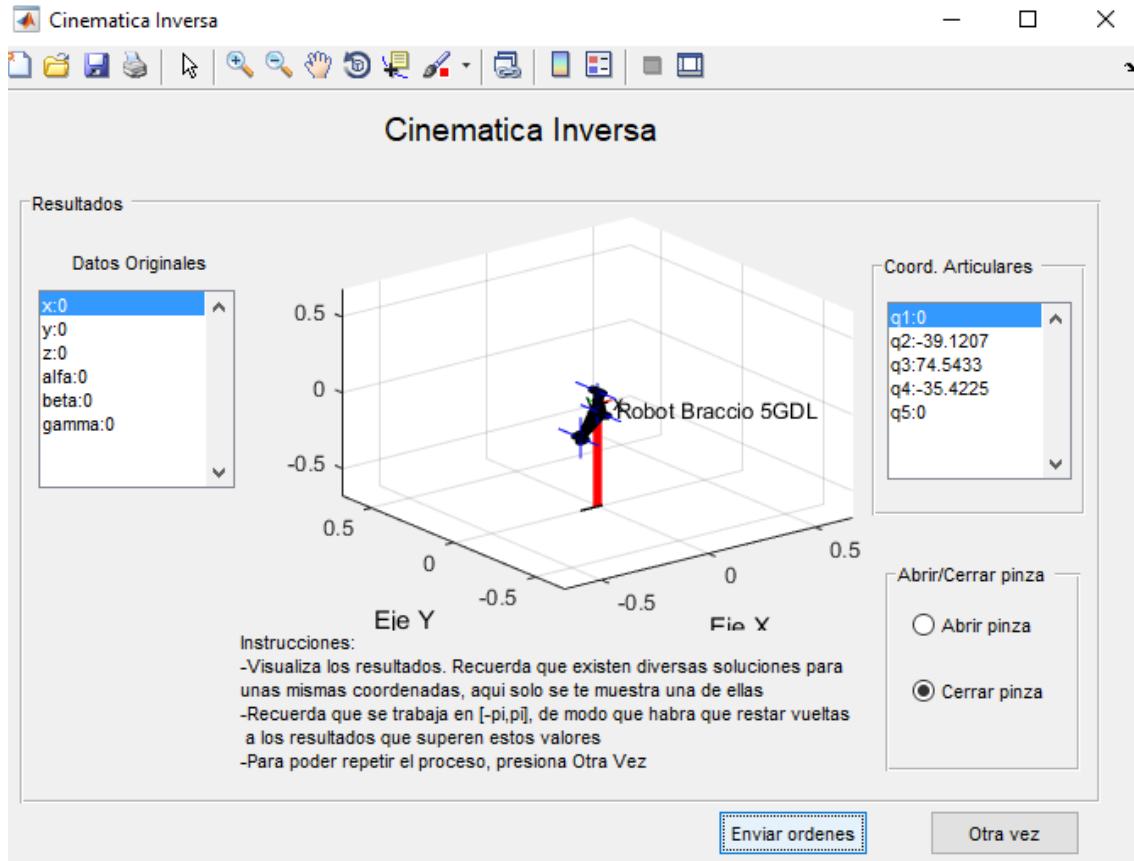 Cinematica Inversa
Cinematica Inversa
Resultados
Datos Originales
x:0
y:0
z:0
alfa:0
beta:0
gamma:0
0.5
0
-0.5
0.5
0
-0.5
Eje Y
-0.5
0
0.5
Eje X
Robot Braccio 5GDL
Coord. Articulares
q1:0
q2:-39.1207
q3:74.5433
q4:-35.4225
q5:0
Abrir/Cerrar pinza
Abrir pinza
Cerrar pinza
Instrucciones:
-Visualiza los resultados. Recuerda que existen diversas soluciones para
unas mismas coordenadas, aqui solo se te muestra una de ellas
-Recuerda que se trabaja en [-pi,pi], de modo que habra que restar vueltas
a los resultados que superen estos valores
-Para poder repetir el proceso, presiona Otra Vez
Enviar ordenes
Otra vez